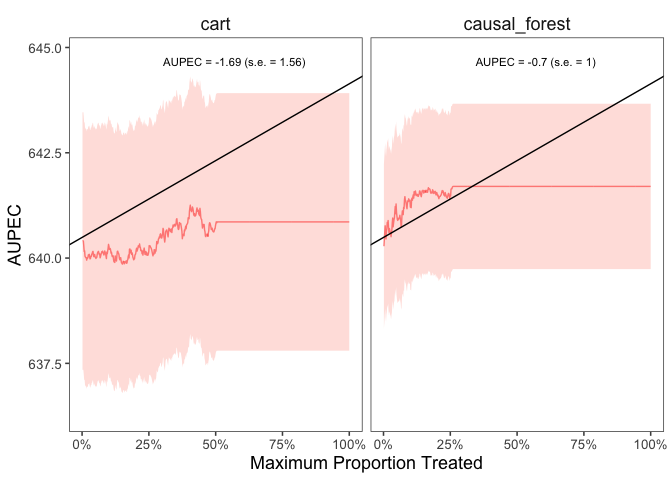 cart
causal_forest
AUPEC = -1.69 (s.e. = 1.56)
AUPEC = -0.7 (s.e. = 1)
645.0
642.5
640.0
637.5
AUPEC
0% 25% 50% 75% 100% 0% 25% 50% 75% 100%
Maximum Proportion Treated